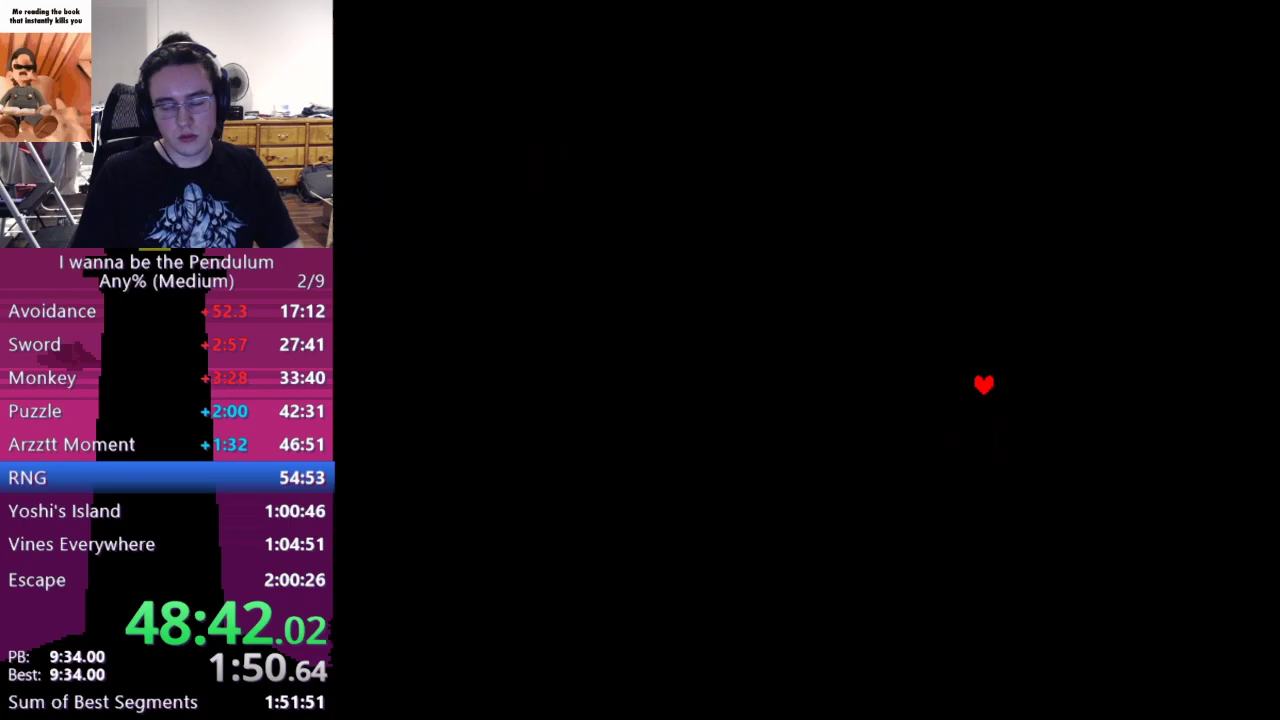 Me reading the book
that instantly kills you
I wanna be the Pendulum
Any% (Medium) 2/9
Avoidance +52.3 17:12
Sword +2:57 27:41
Monkey +3:28 33:40
Puzzle +2:00 42:31
Arzztt Moment +1:32 46:51
RNG 54:53
Yoshi's Island 1:00:46
Vines Everywhere 1:04:51
Escape 2:00:26
48:42.02
PB: 9:34.00 1:50.64
Best: 9:34.00
Sum of Best Segments 1:51:51